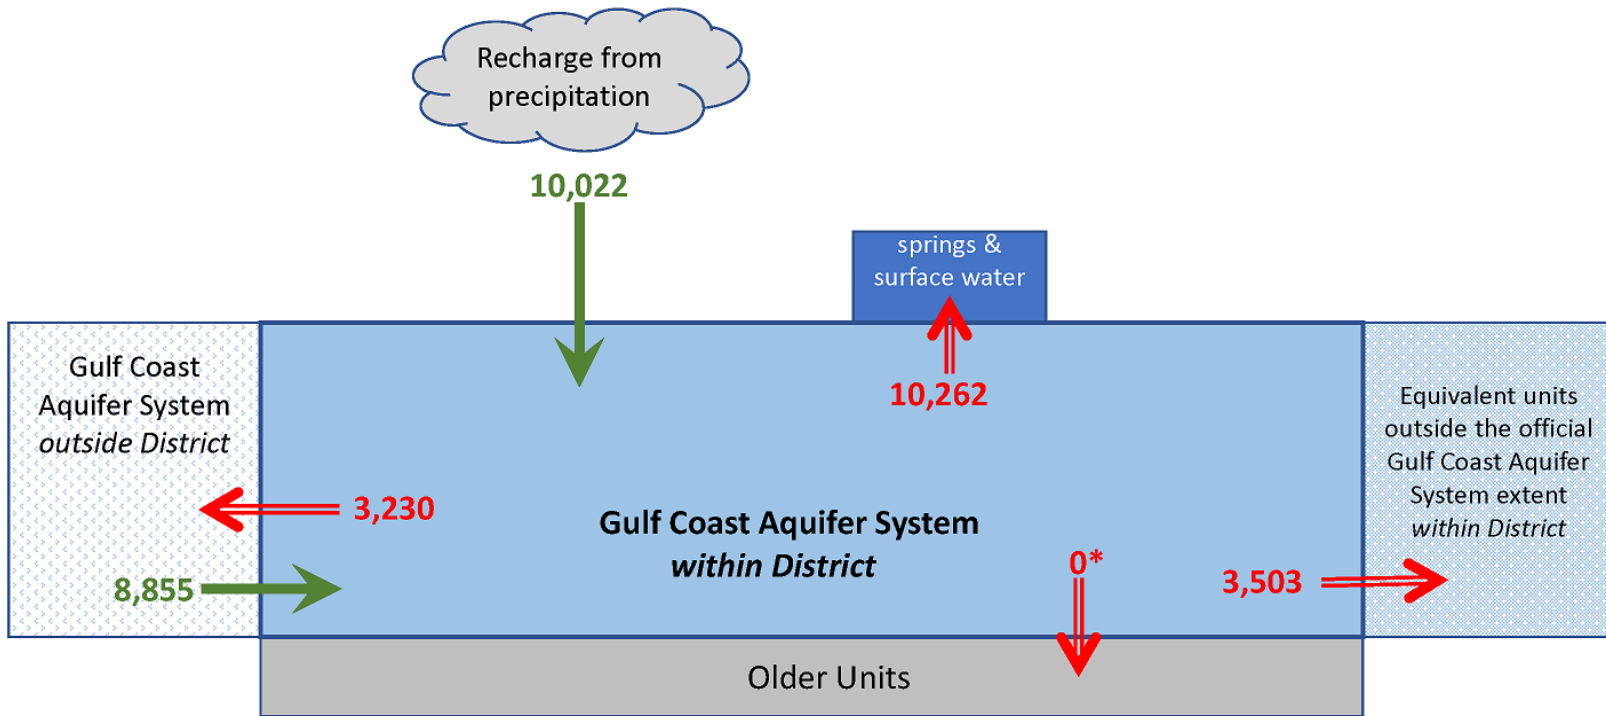 Recharge from
precipitation
10,022
springs &
surface water
10,262
Gulf Coast
Aquifer System
outside District
3,230
8,855
Gulf Coast Aquifer System
within District
0*
3,503
Equivalent units
outside the official
Gulf Coast Aquifer
System extent
within District
Older Units